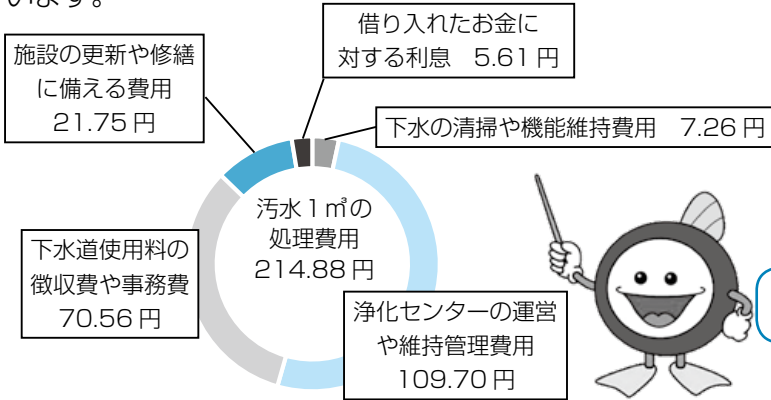 います。
借り入れたお金に
対する利息 5.61 円
施設の更新や修繕
に備える費用
21.75 円
下水の清掃や機能維持費用 7.26 円
汚水1㎥の
処理費用
214.88 円
下水道使用料の
徴収費や事務費
70.56 円
浄化センターの運営
や維持管理費用
109.70 円